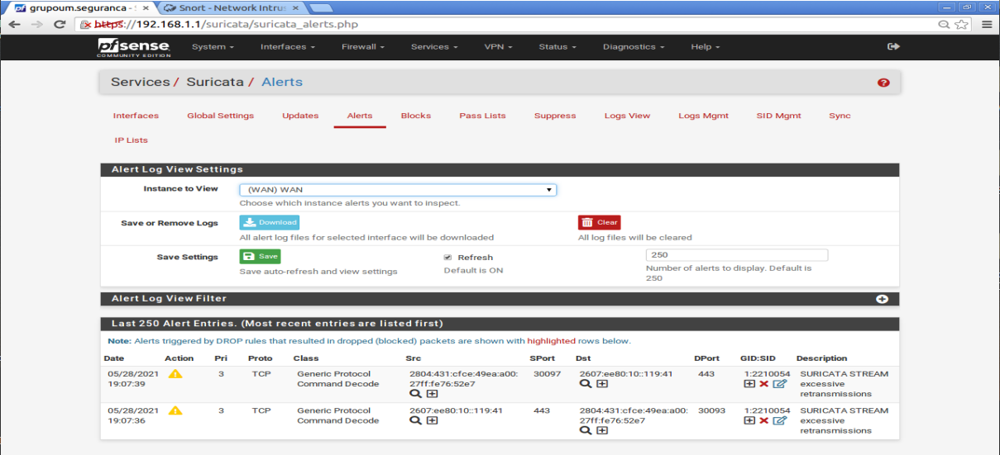 grupoum.seguranca - S
Snort - Network Intrus
https://192.168.1.1/suricata/suricata_alerts.php
pfsense
COMMUNITY EDITION
System Interfaces Firewall Services VPN Status Diagnostics Help
Services / Suricata / Alerts
Interfaces Global Settings Updates Alerts Blocks Pass Lists Suppress Logs View Logs Mgmt SID Mgmt Sync
IP Lists
Alert Log View Settings
Instance to View (WAN) WAN
Choose which instance alerts you want to inspect.
Save or Remove Logs Download Clear
All alert log files for selected interface will be downloaded All log files will be cleared
Save Settings Save Refresh 250
Save auto-refresh and view settings Default is ON Number of alerts to display. Default is
250
Alert Log View Filter
Last 250 Alert Entries. (Most recent entries are listed first)
Note: Alerts triggered by DROP rules that resulted in dropped (blocked) packets are shown with highlighted rows below.
Date Action Pri Proto Class Src SPort Dst DPort GID:SID Description
05/28/2021 3 TCP Generic Protocol 2804:431:cfce:49ea:a00: 30097 2607:ee80:10::119:41 443 1:2210054 SURICATA STREAM
19:07:39 Command Decode 27ff:fe76:52e7 excessive
retransmissions
05/28/2021 3 TCP Generic Protocol 2607:ee80:10::119:41 443 2804:431:cfce:49ea:a00: 30093 1:2210054 SURICATA STREAM
19:07:36 Command Decode 27ff:fe76:52e7 excessive
retransmissions